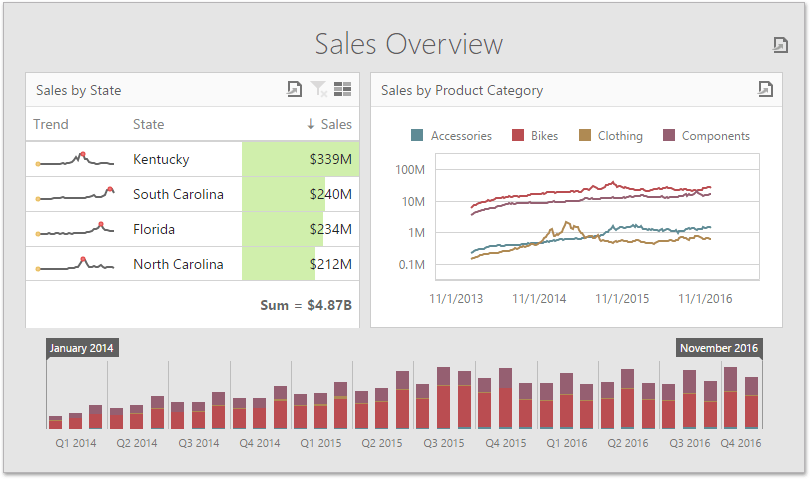 Sales Overview
Sales by State
Trend State ↓ Sales
Kentucky $339M
South Carolina $240M
Florida $234M
North Carolina $212M
Sum = $4.87B
Sales by Product Category
Accessories Bikes Clothing Components
100M
10M
1M
0.1M
11/1/2013 11/1/2014 11/1/2015 11/1/2016
January 2014 November 2016
Q1 2014 Q2 2014 Q3 2014 Q4 2014 Q1 2015 Q2 2015 Q3 2015 Q4 2015 Q1 2016 Q2 2016 Q3 2016 Q4 2016